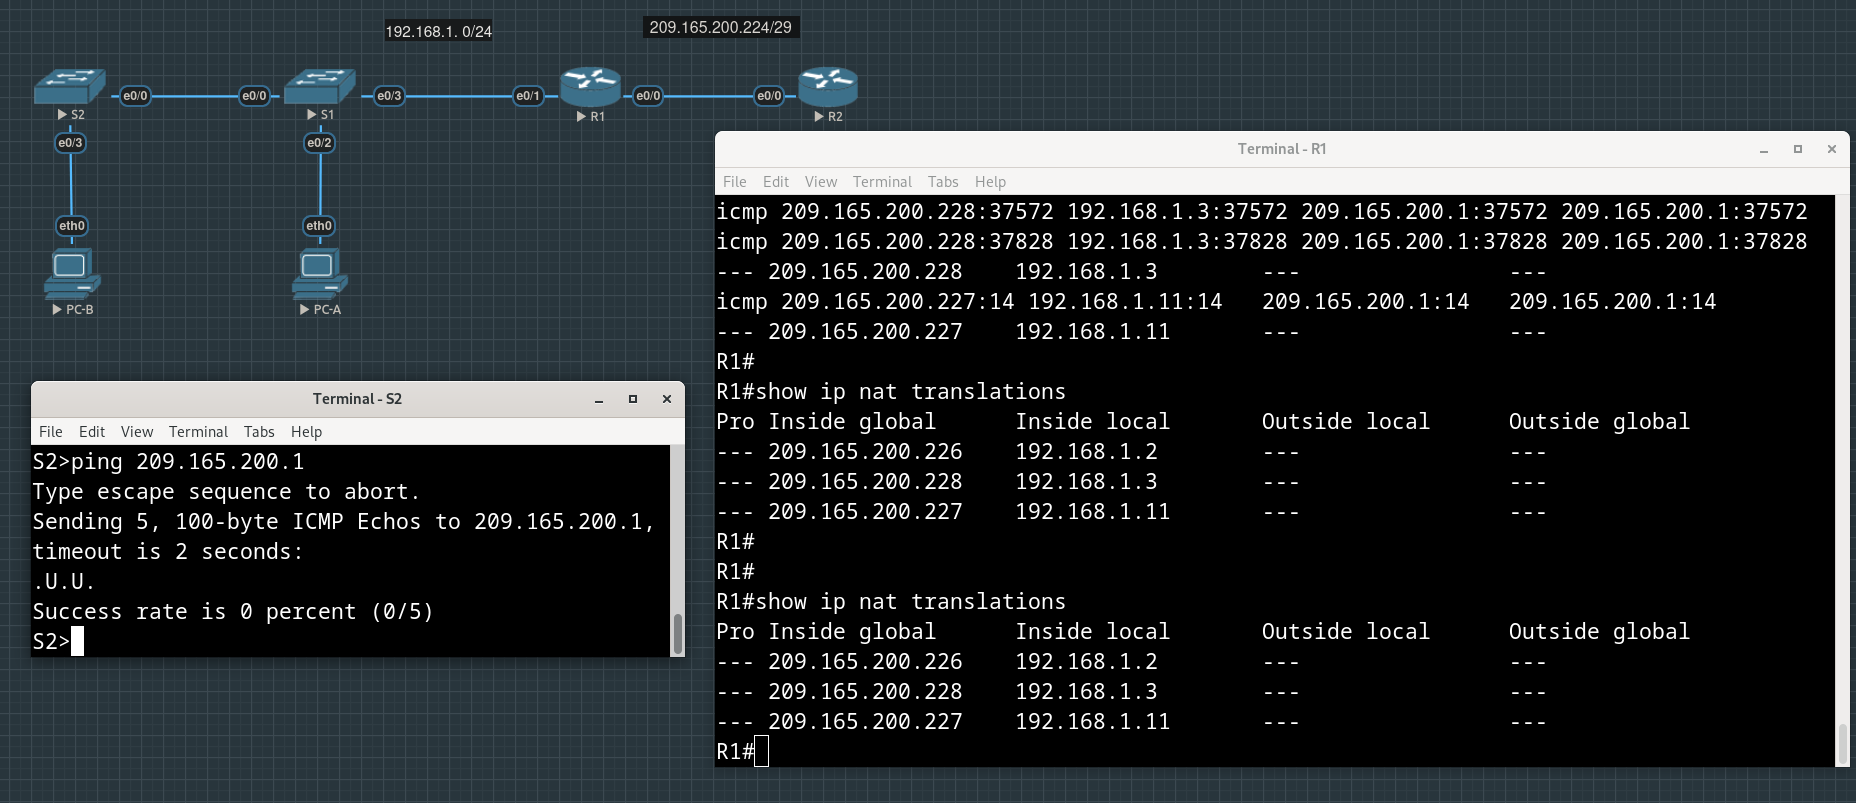 192.168.1. 0/24
209.165.200.224/29
e0/0 e0/0 e0/3 e0/1 e0/0 e0/0
S2 S1 R1 R2
e0/3 e0/2
eth0 eth0
PC-B PC-A
Terminal - R1
File Edit View Terminal Tabs Help
icmp 209.165.200.228:37572 192.168.1.3:37572 209.165.200.1:37572 209.165.200.1:37572
icmp 209.165.200.228:37828 192.168.1.3:37828 209.165.200.1:37828 209.165.200.1:37828
--- 209.165.200.228 192.168.1.3 --- ---
icmp 209.165.200.227:14 192.168.1.11:14 209.165.200.1:14 209.165.200.1:14
--- 209.165.200.227 192.168.1.11 --- ---
R1#
R1#show ip nat translations
Pro Inside global Inside local Outside local Outside global
--- 209.165.200.226 192.168.1.2 --- ---
--- 209.165.200.228 192.168.1.3 --- ---
--- 209.165.200.227 192.168.1.11 --- ---
R1#
R1#
R1#show ip nat translations
Pro Inside global Inside local Outside local Outside global
--- 209.165.200.226 192.168.1.2 --- ---
--- 209.165.200.228 192.168.1.3 --- ---
--- 209.165.200.227 192.168.1.11 --- ---
R1#
Terminal - S2
File Edit View Terminal Tabs Help
S2>ping 209.165.200.1
Type escape sequence to abort.
Sending 5, 100-byte ICMP Echos to 209.165.200.1,
timeout is 2 seconds:
.U.U.
Success rate is 0 percent (0/5)
S2>